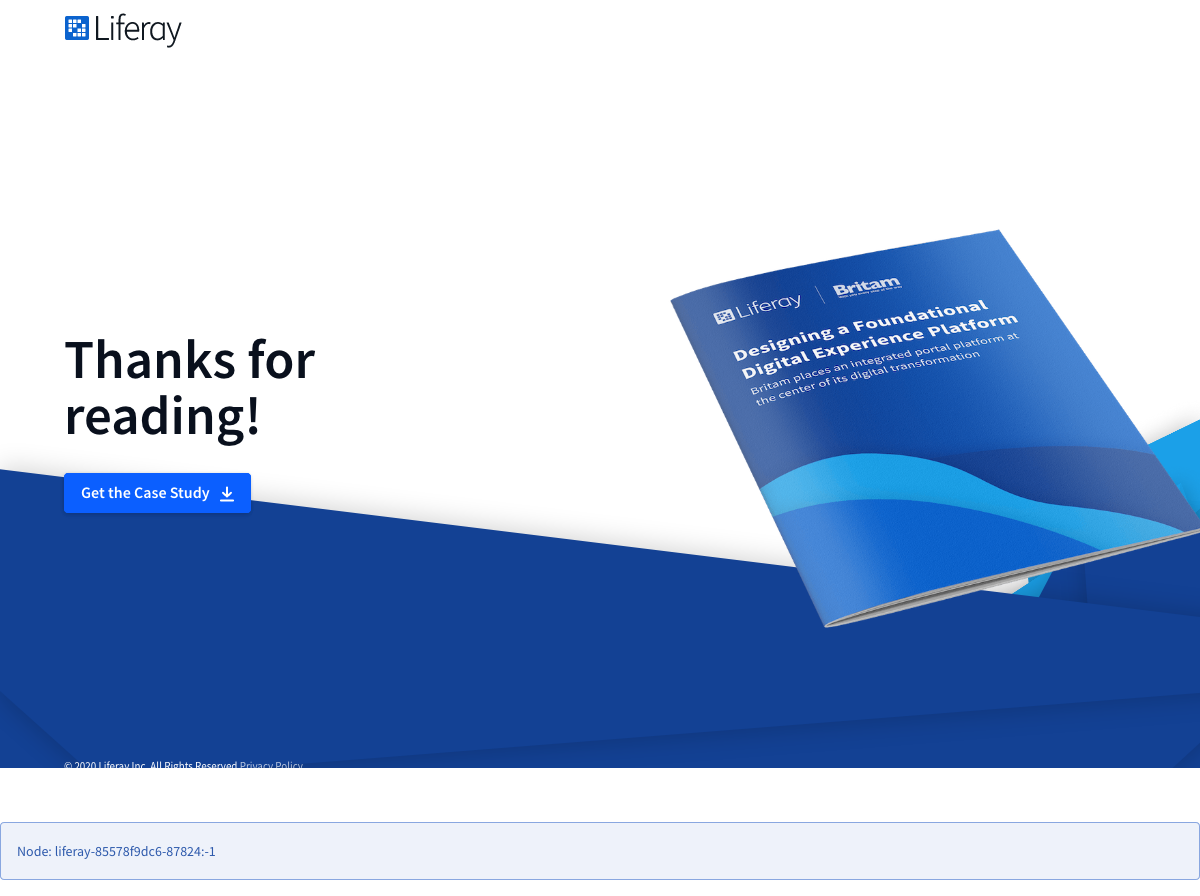 Liferay
Liferay
Britam
Designing a Foundational
Digital Experience Platform
Britam places an integrated portal platform at
the center of its digital transformation
Thanks for
reading!
Get the Case Study
© 2020 Liferay Inc. All Rights Reserved Privacy Policy
Node: liferay-85578f9dc6-87824:-1